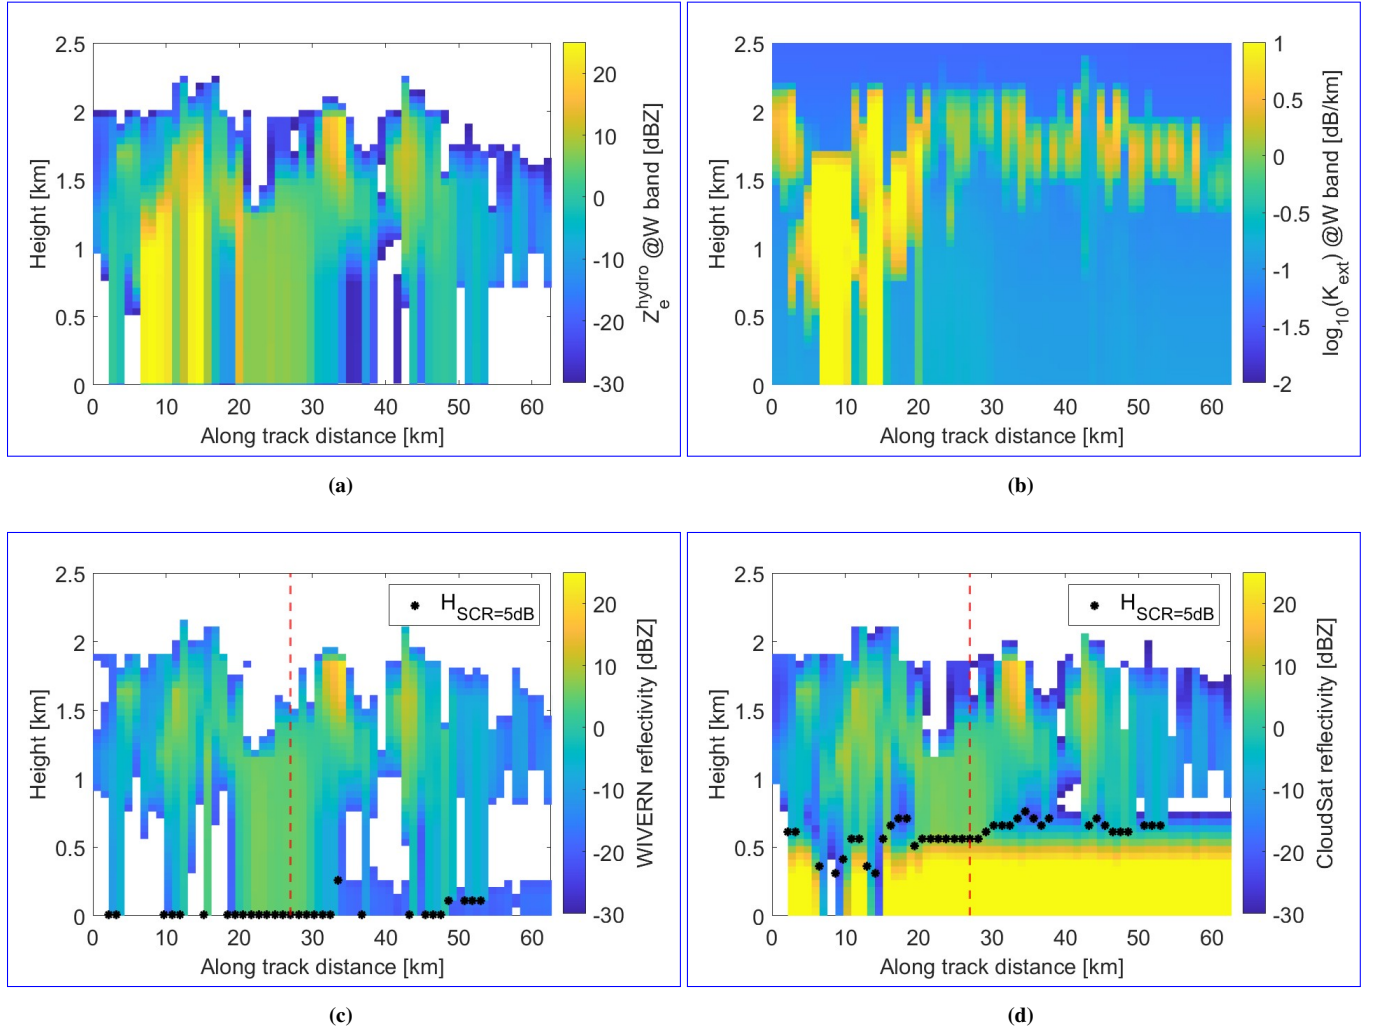 2.5
2
1.5
1
0.5
0
0 10 20 30 40 50 60
Height [km]
Along track distance [km]
20
10
0
-10
-20
-30
Z_e^hydro @W band [dBZ]
(a)
2.5
2
1.5
1
0.5
0
0 10 20 30 40 50 60
Height [km]
Along track distance [km]
1
0.5
0
-0.5
-1
-1.5
-2
log10(Kext) @W band [dB/km]
(b)
2.5
2
1.5
1
0.5
0
0 10 20 30 40 50 60
Height [km]
Along track distance [km]
HSCR=5dB
20
10
0
-10
-20
-30
WIVERN reflectivity [dBZ]
(c)
2.5
2
1.5
1
0.5
0
0 10 20 30 40 50 60
Height [km]
Along track distance [km]
HSCR=5dB
20
10
0
-10
-20
-30
CloudSat reflectivity [dBZ]
(d)